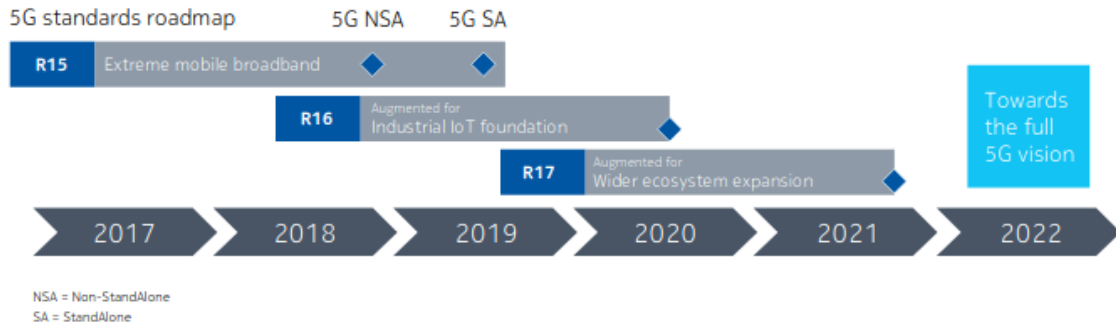 5G standards roadmap
5G NSA
5G SA
R15
Extreme mobile broadband
R16
Augmented for
Industrial IoT foundation
R17
Augmented for
Wider ecosystem expansion
Towards
the full
5G vision
2017
2018
2019
2020
2021
2022
NSA = Non-StandAlone
SA = StandAlone